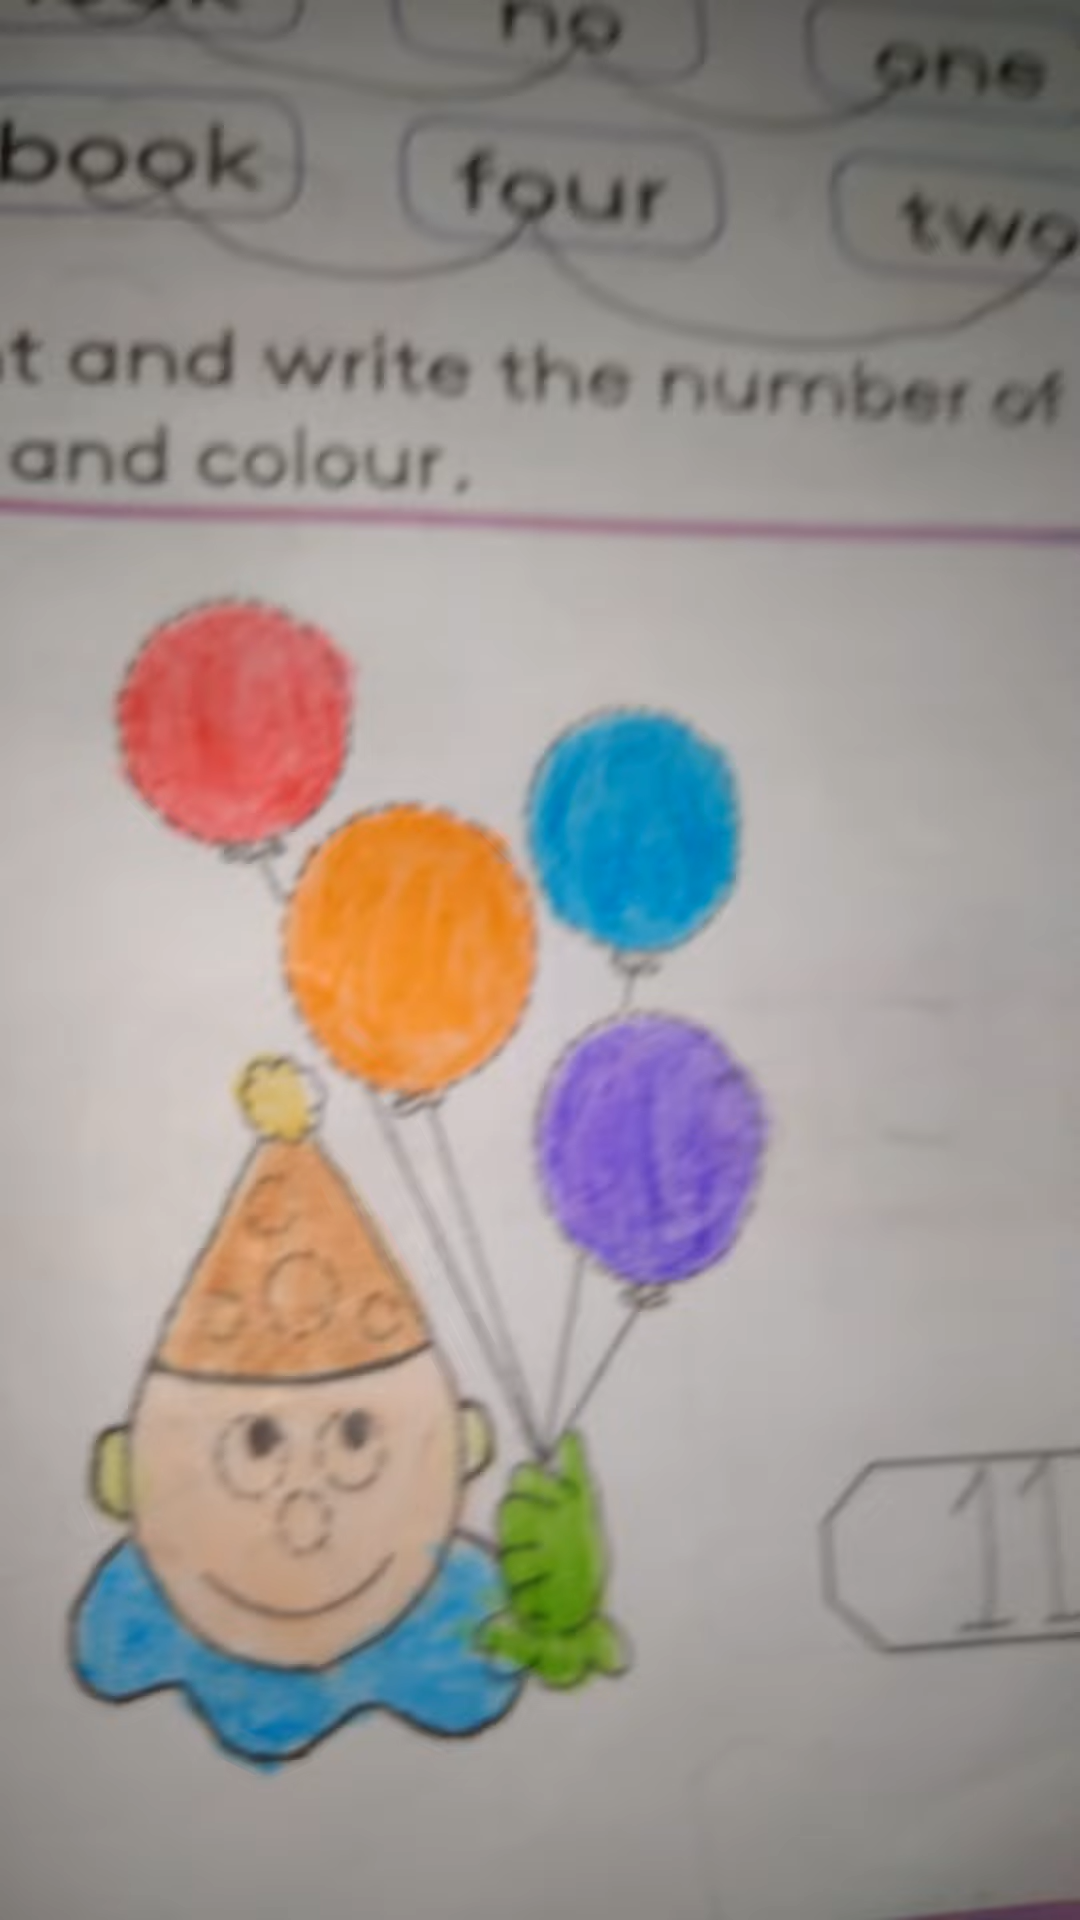 no one
book four two
and write the number of
and colour.
11